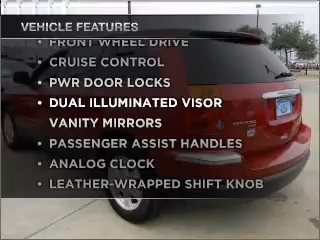 VEHICLE FEATURES
• FRONT WHEEL DRIVE
• CRUISE CONTROL
• PWR DOOR LOCKS
• DUAL ILLUMINATED VISOR
VANITY MIRRORS
• PASSENGER ASSIST HANDLES
• ANALOG CLOCK
• LEATHER-WRAPPED SHIFT KNOB